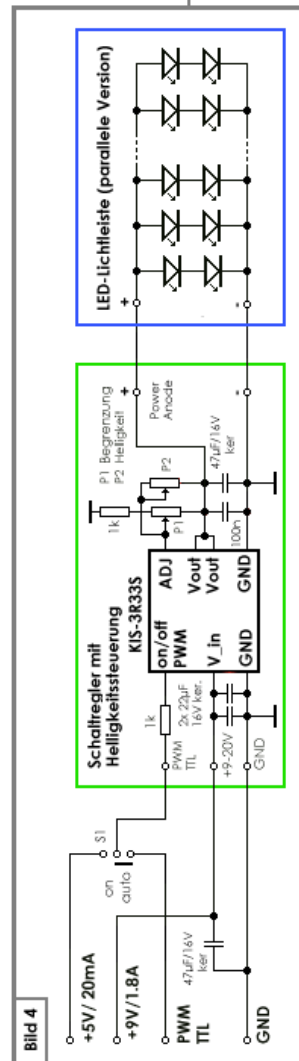 Bild 4
+5V/ 20mA
+9V/1.8A
PWM
TTL
GND
S1
on
auto
47µF/16V
ker
Schaltregler mit
Helligkeitssteuerung
KIS-3R33S
1k
PWM
TTL
2x 22µF
16V ker.
+9-20V
GND
on/off
PWM
V_in
GND
ADJ
Vout
Vout
GND
1k
P1
P2
P1 Begrenzung
P2 Helligkeit
100n
47µF/16V
ker
+
Power
Anode
-
LED-Lichtleiste (parallele Version)
+
-